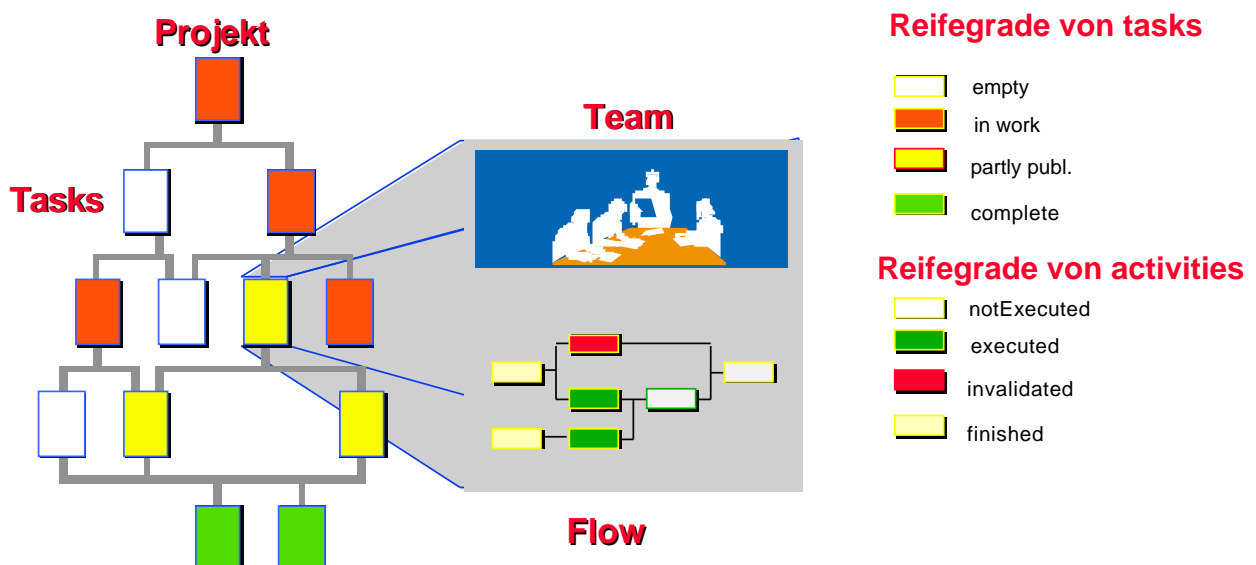 Projekt
Tasks
Team
Flow
Reifegrade von tasks
empty
in work
partly publ.
complete
Reifegrade von activities
notExecuted
executed
invalidated
finished